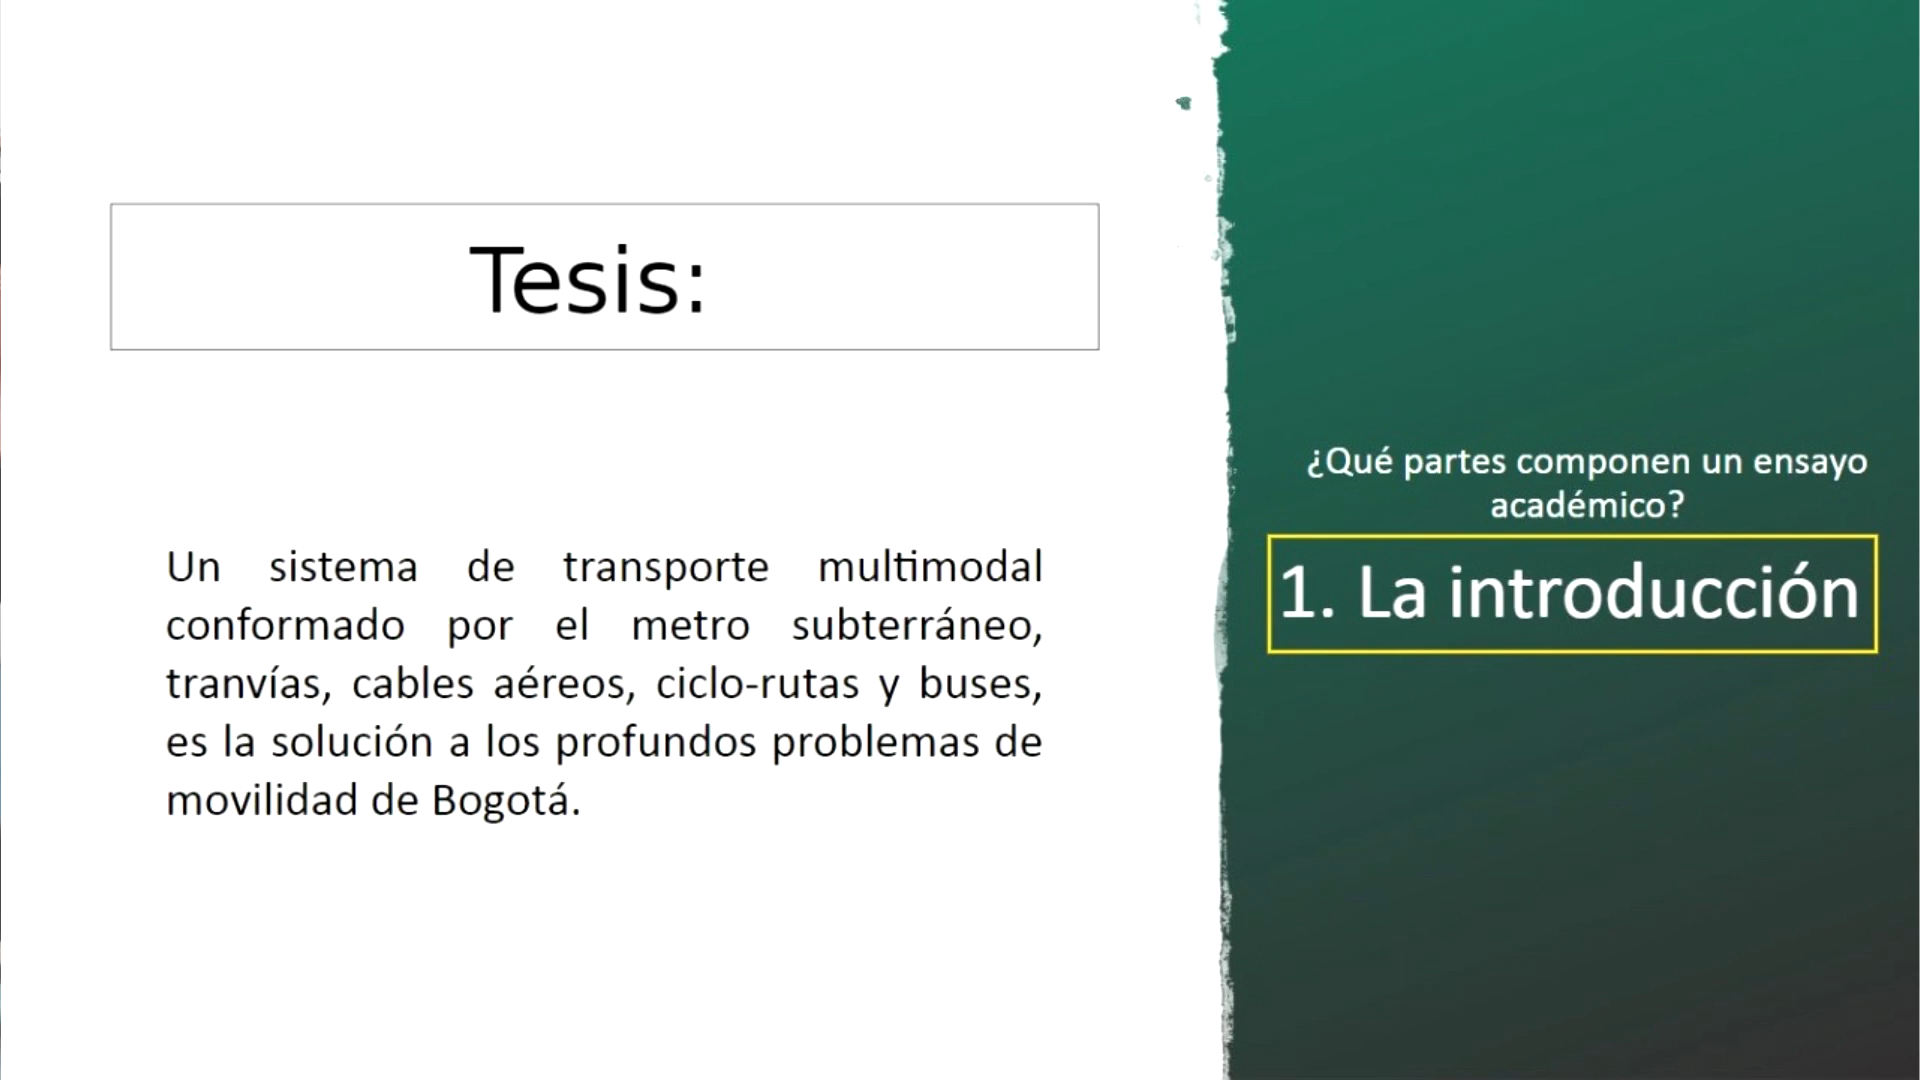 Tesis:
Un sistema de transporte multimodal
conformado por el metro subterráneo,
tranvías, cables aéreos, ciclo-rutas y buses,
es la solución a los profundos problemas de
movilidad de Bogotá.
¿Qué partes componen un ensayo
académico?
1. La introducción